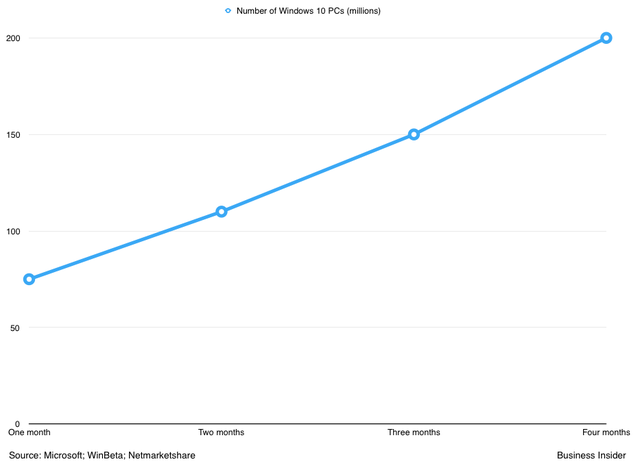 Number of Windows 10 PCs (millions)
200
150
100
50
0
One month Two months Three months Four months
Source: Microsoft; WinBeta; Netmarketshare Business Insider